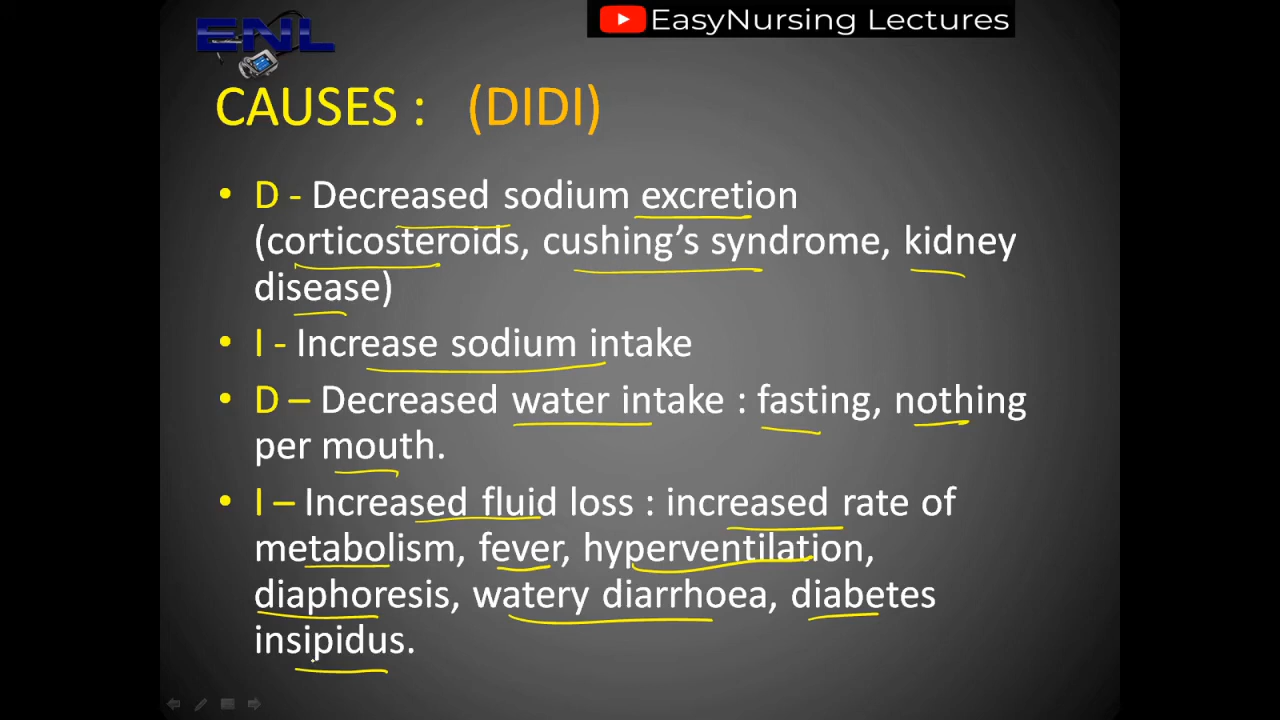 ENL
EasyNursing Lectures
CAUSES : (DIDI)
• D - Decreased sodium excretion
(corticosteroids, cushing's syndrome, kidney
disease)
• I - Increase sodium intake
• D – Decreased water intake : fasting, nothing
per mouth.
• I – Increased fluid loss : increased rate of
metabolism, fever, hyperventilation,
diaphoresis, watery diarrhoea, diabetes
insipidus.